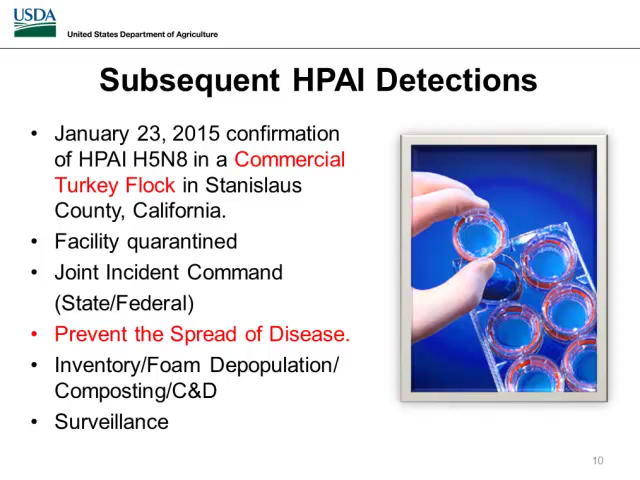 USDA
United States Department of Agriculture
Subsequent HPAI Detections
• January 23, 2015 confirmation
of HPAI H5N8 in a Commercial
Turkey Flock in Stanislaus
County, California.
• Facility quarantined
• Joint Incident Command
(State/Federal)
• Prevent the Spread of Disease.
• Inventory/Foam Depopulation/
Composting/C&D
• Surveillance
10